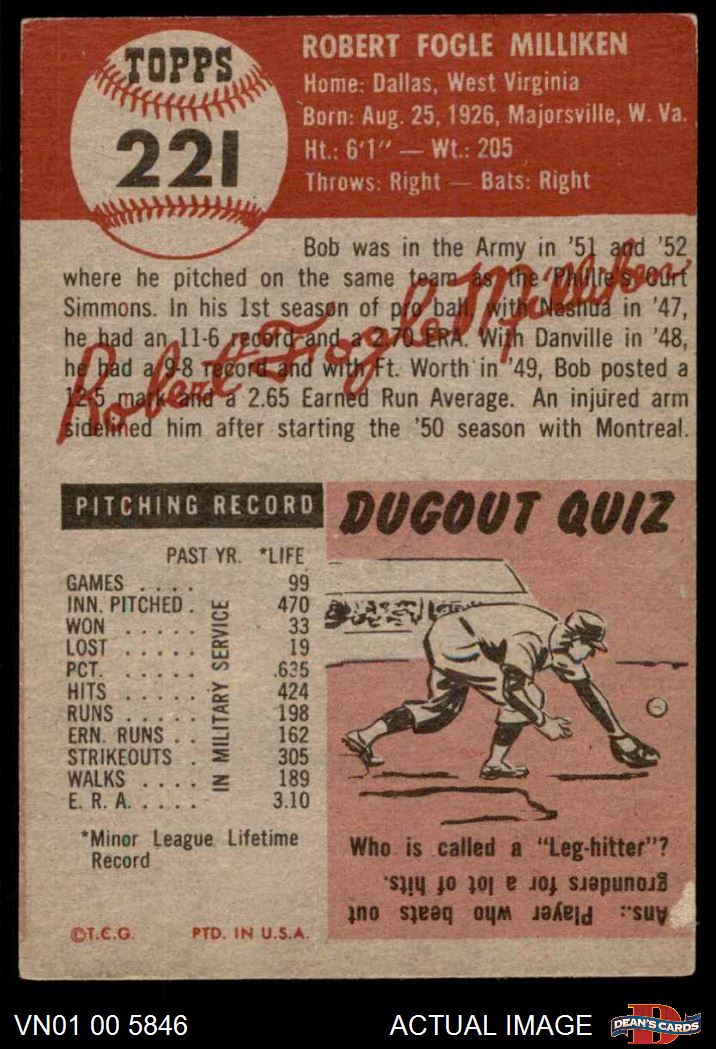 TOPPS
221
ROBERT FOGLE MILLIKEN
Home: Dallas, West Virginia
Born: Aug. 25, 1926, Majorsville, W. Va.
Ht.: 6'1" — Wt.: 205
Throws: Right — Bats: Right
Bob was in the Army in '51 and '52
where he pitched on the same team as the Phillie's Curt
Simmons. In his 1st season of pro ball, with Nashua in '47,
he had an 11-6 record and a 2.70 ERA. With Danville in '48,
he had a 9-8 record and with Ft. Worth in '49, Bob posted a
12-5 mark and a 2.65 Earned Run Average. An injured arm
sidelined him after starting the '50 season with Montreal.
Robert Fogle Milliken
PITCHING RECORD
PAST YR. *LIFE
GAMES . . . . 99
INN. PITCHED . 470
WON . . . . . 33
LOST . . . . . 19
PCT. . . . . . .635
HITS . . . . . 424
RUNS . . . . . 198
ERN. RUNS . . 162
STRIKEOUTS . 305
WALKS . . . . 189
E. R. A. . . . . 3.10
IN MILITARY SERVICE
*Minor League Lifetime
Record
©T.C.G. PTD. IN U.S.A.
DUGOUT QUIZ
Who is called a "Leg-hitter"?
Ans.: Player who beats out
grounders for a lot of hits.
VN01 00 5846
ACTUAL IMAGE
D
DEAN'S CARDS